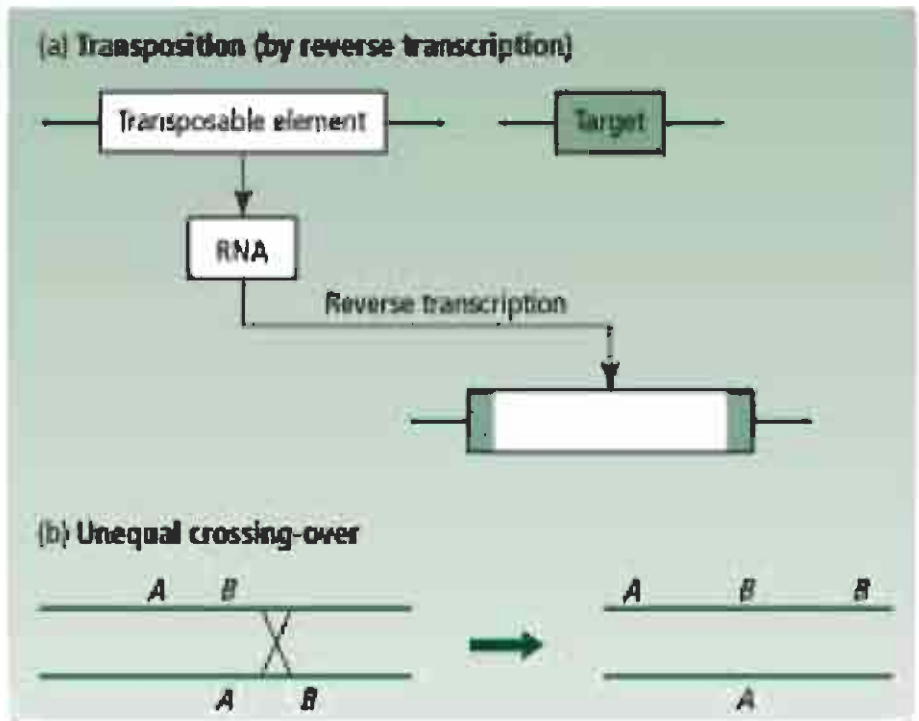 (a) Transposition (by reverse transcription)
Transposable element
Target
RNA
Reverse transcription
(b) Unequal crossing-over
A B
A B B
A B
A